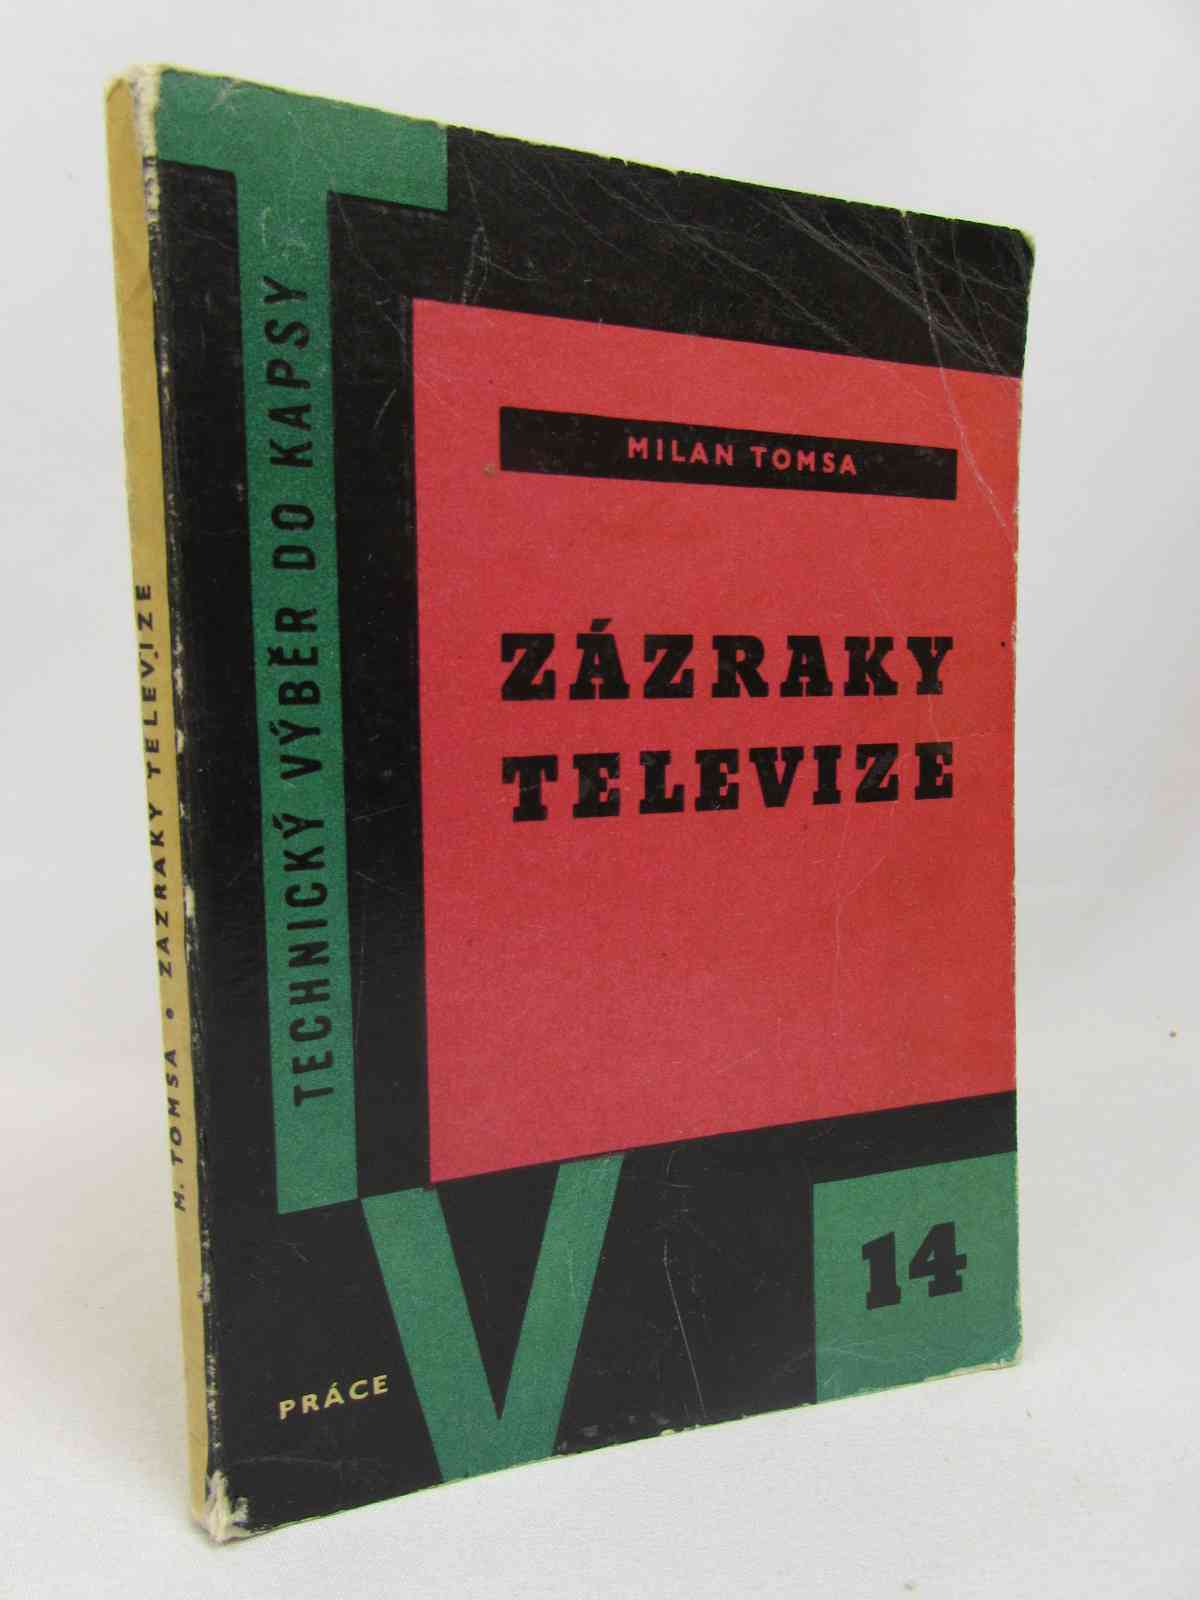 M. TOMSA • ZÁZRAKY TELEVIZE
T
TECHNICKÝ VÝBĚR DO KAPSY
MILAN TOMSA
ZÁZRAKY
TELEVIZE
V
14
PRÁCE